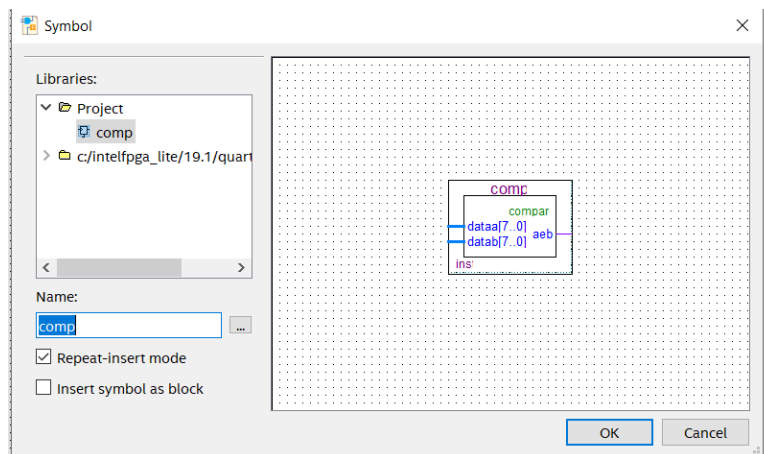 Symbol
Libraries:
Project
comp
c:/intelfpga_lite/19.1/quart
Name:
comp
...
Repeat-insert mode
Insert symbol as block
comp
compar
dataa[7..0]
datab[7..0]
aeb
ins
OK
Cancel